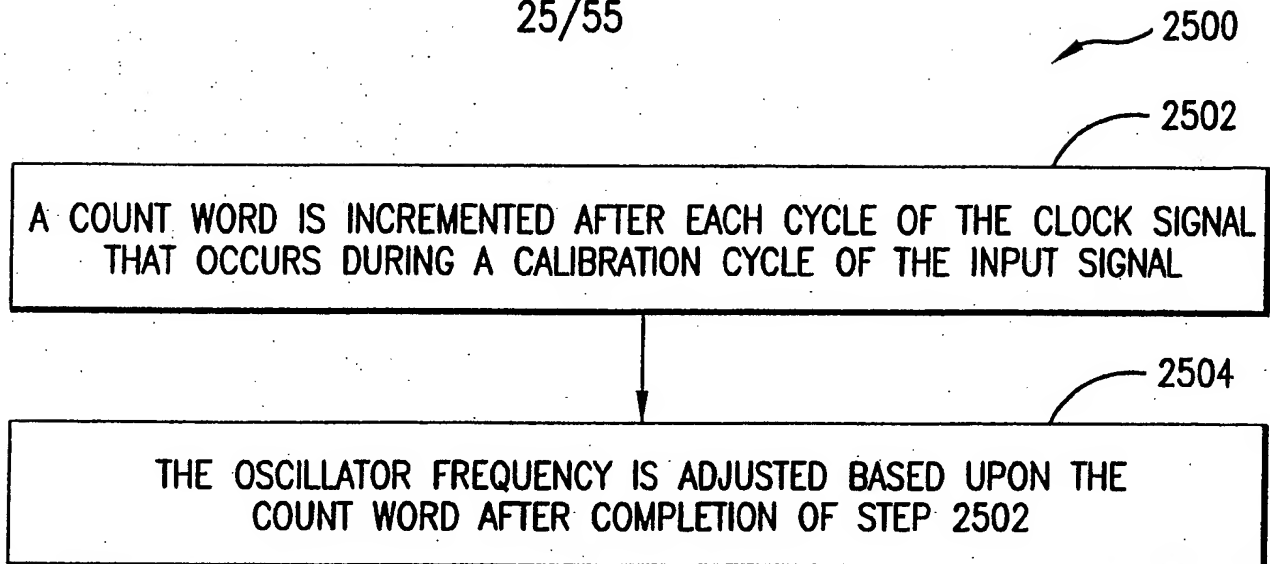 25/55
2500
2502
A COUNT WORD IS INCREMENTED AFTER EACH CYCLE OF THE CLOCK SIGNAL
THAT OCCURS DURING A CALIBRATION CYCLE OF THE INPUT SIGNAL
2504
THE OSCILLATOR FREQUENCY IS ADJUSTED BASED UPON THE
COUNT WORD AFTER COMPLETION OF STEP 2502